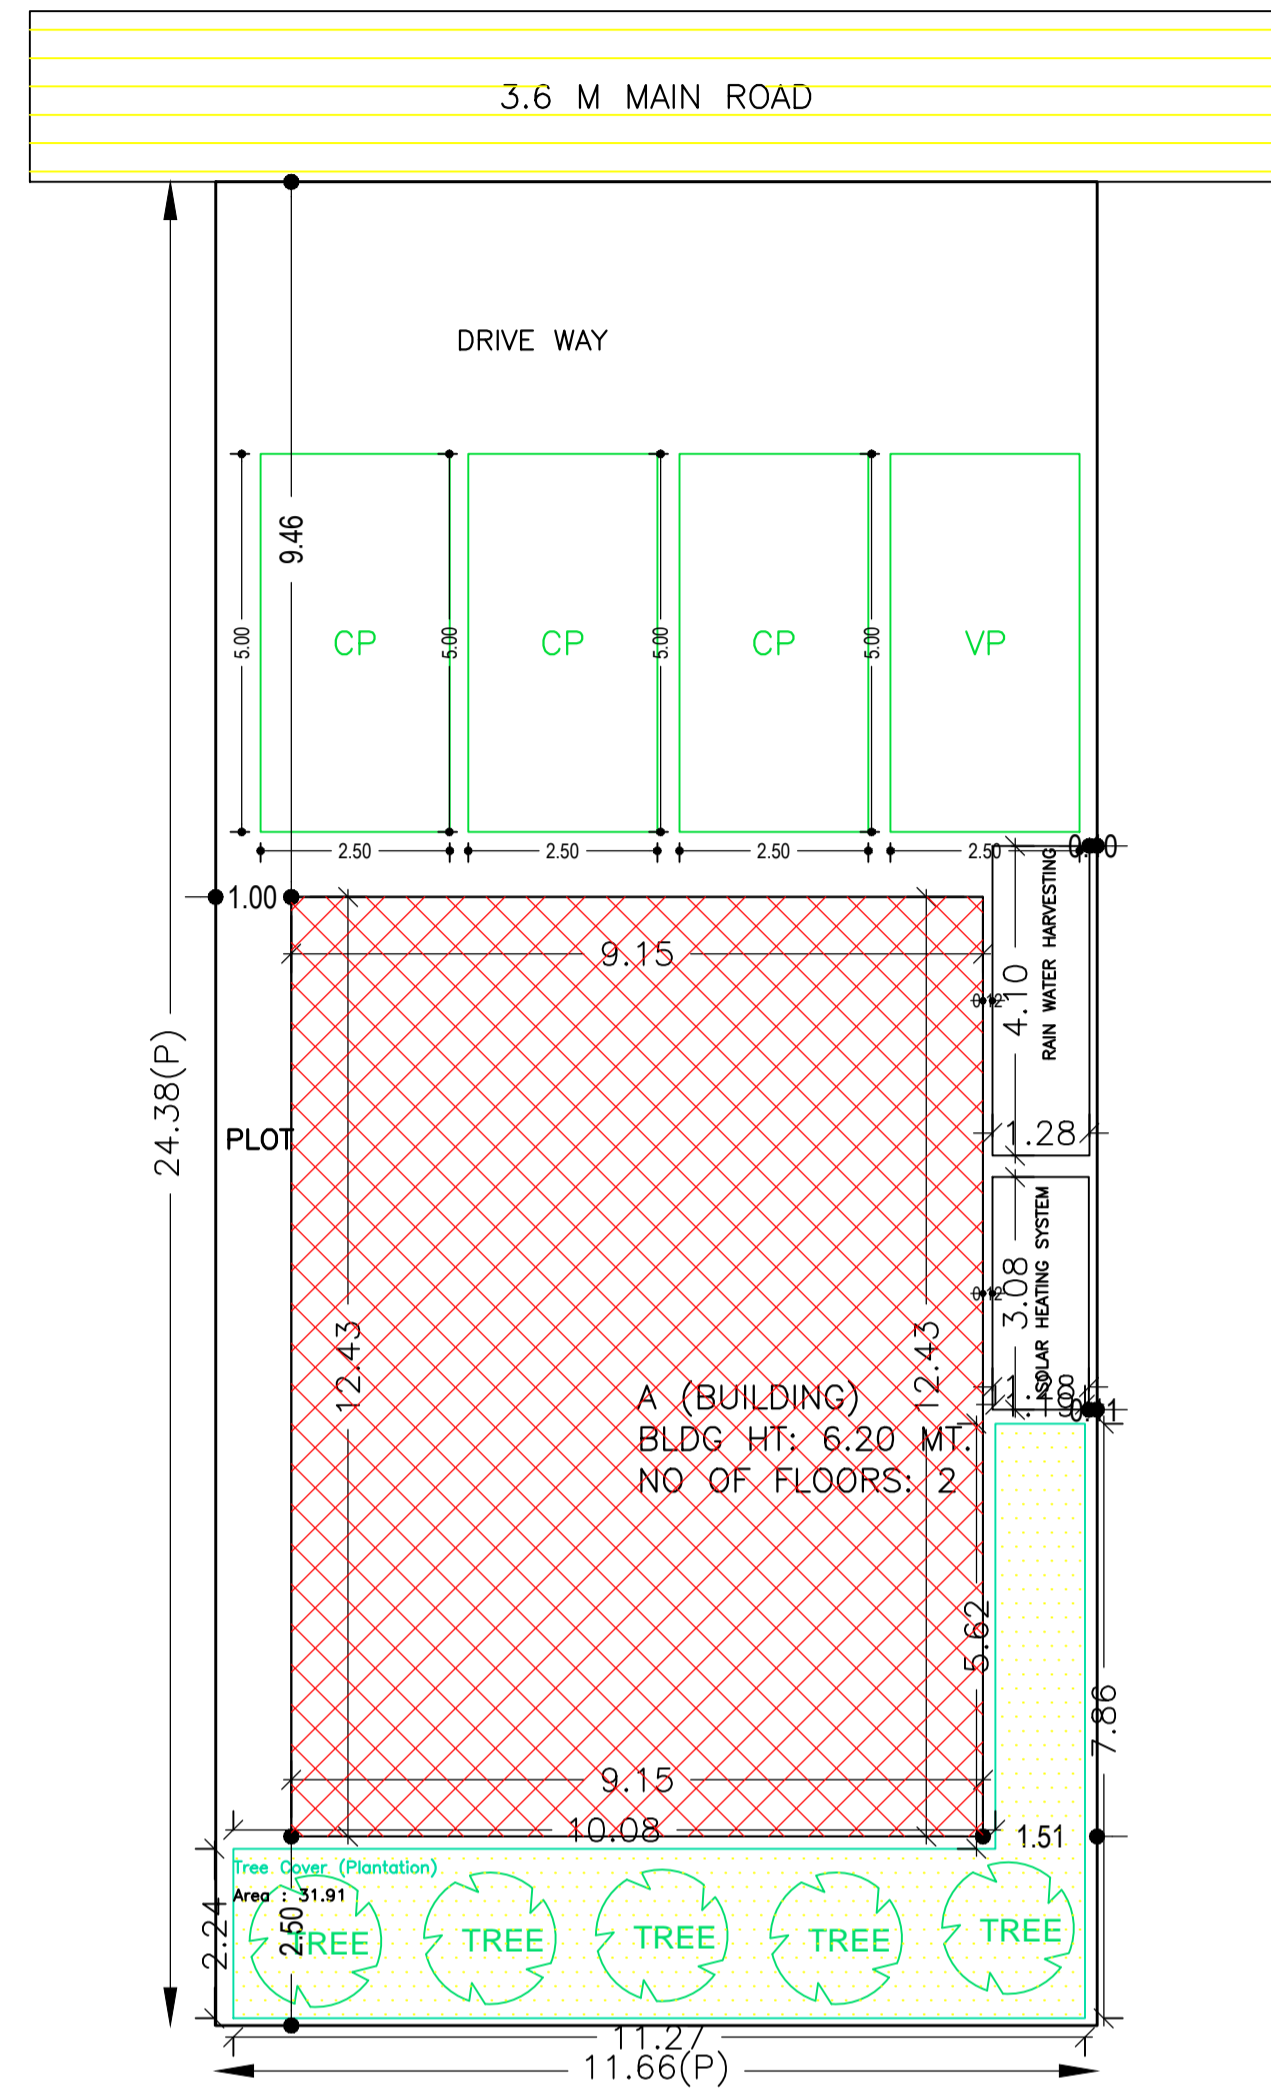 3.6 M MAIN ROAD
DRIVE WAY
9.46
5.00
CP
5.00
CP
5.00
CP
5.00
VP
2.50
2.50
2.50
2.50
1.00
9.15
0.12
4.10
RAIN WATER HARVESTING
1.28
24.38(P)
PLOT
12.43
12.43
3.08
SOLAR HEATING SYSTEM
0.12
A (BUILDING)
BLDG HT: 6.20 MT.
NO OF FLOORS: 2
5.62
7.86
9.15
10.08
1.51
Tree Cover (Plantation)
Area : 31.91
2.24
2.50
TREE
TREE
TREE
TREE
TREE
11.27
11.66(P)